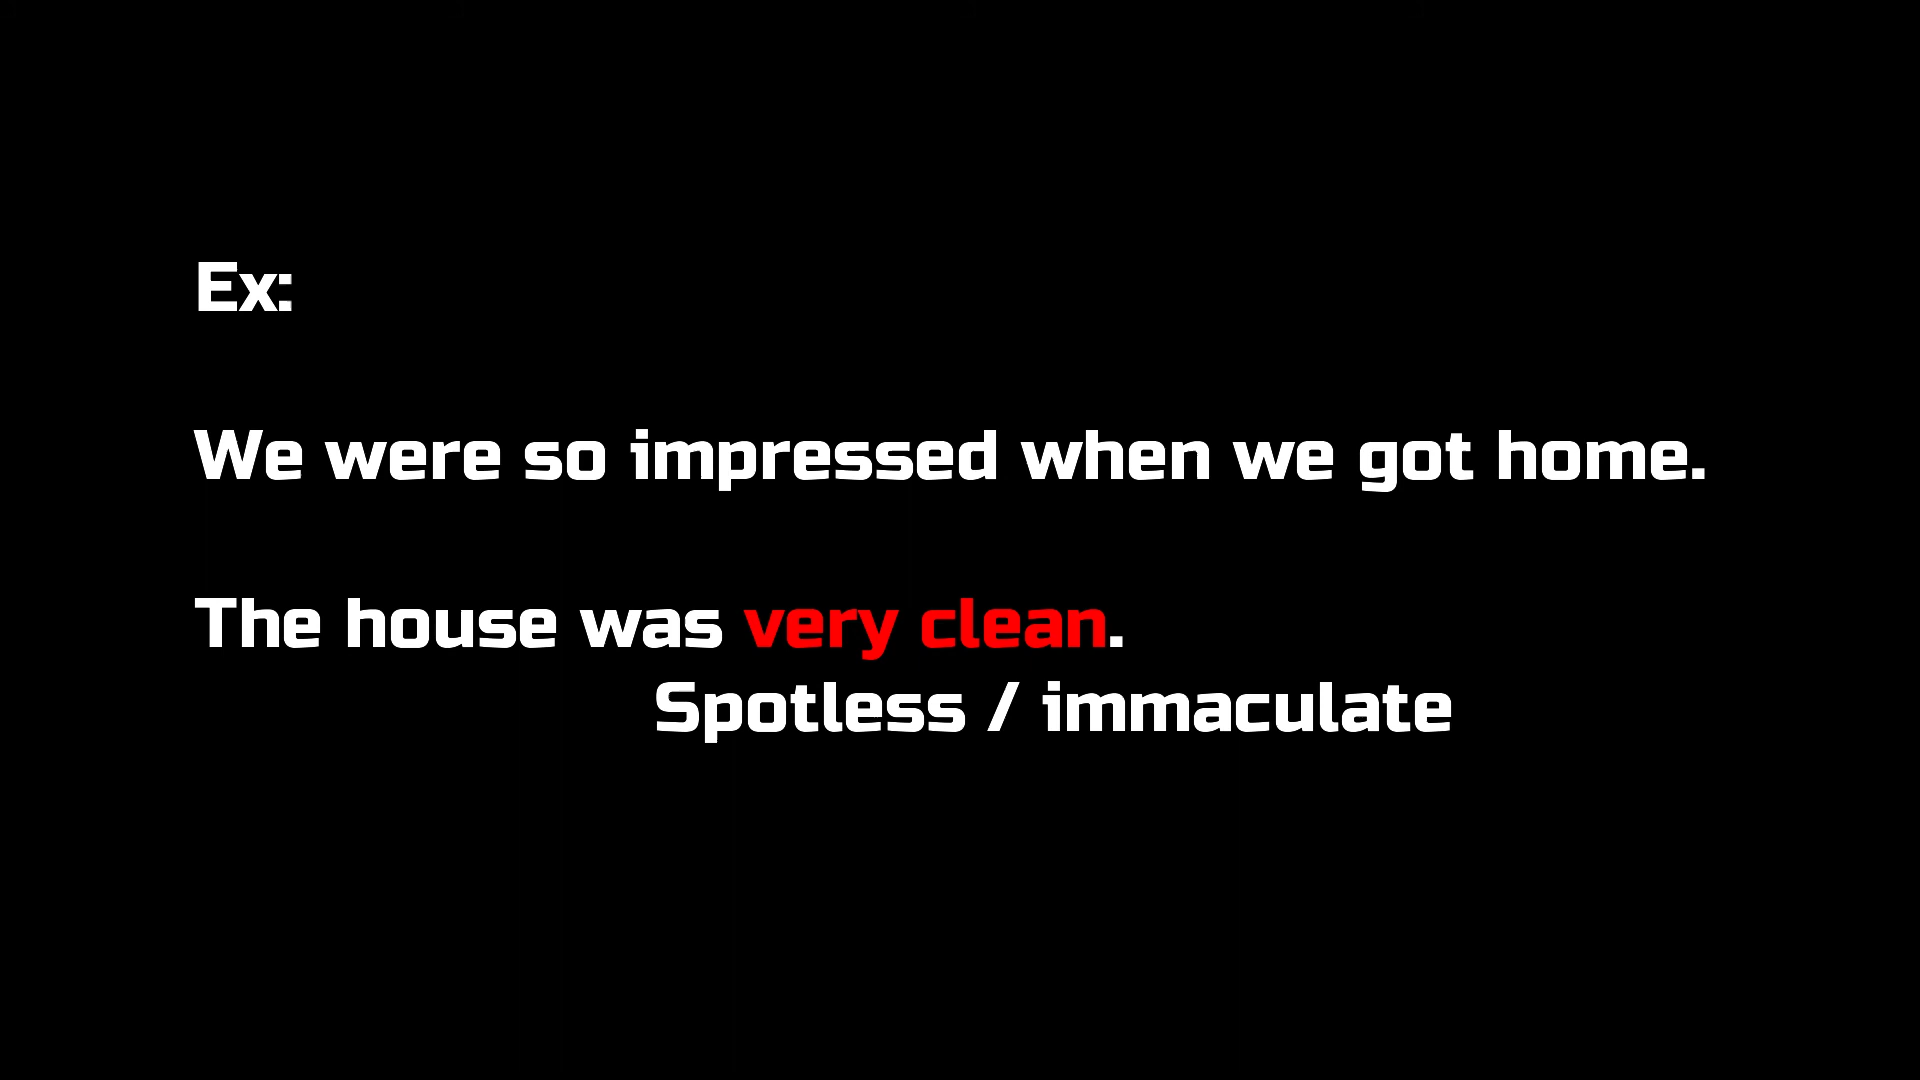 Ex:
We were so impressed when we got home.
The house was very clean.
Spotless / immaculate